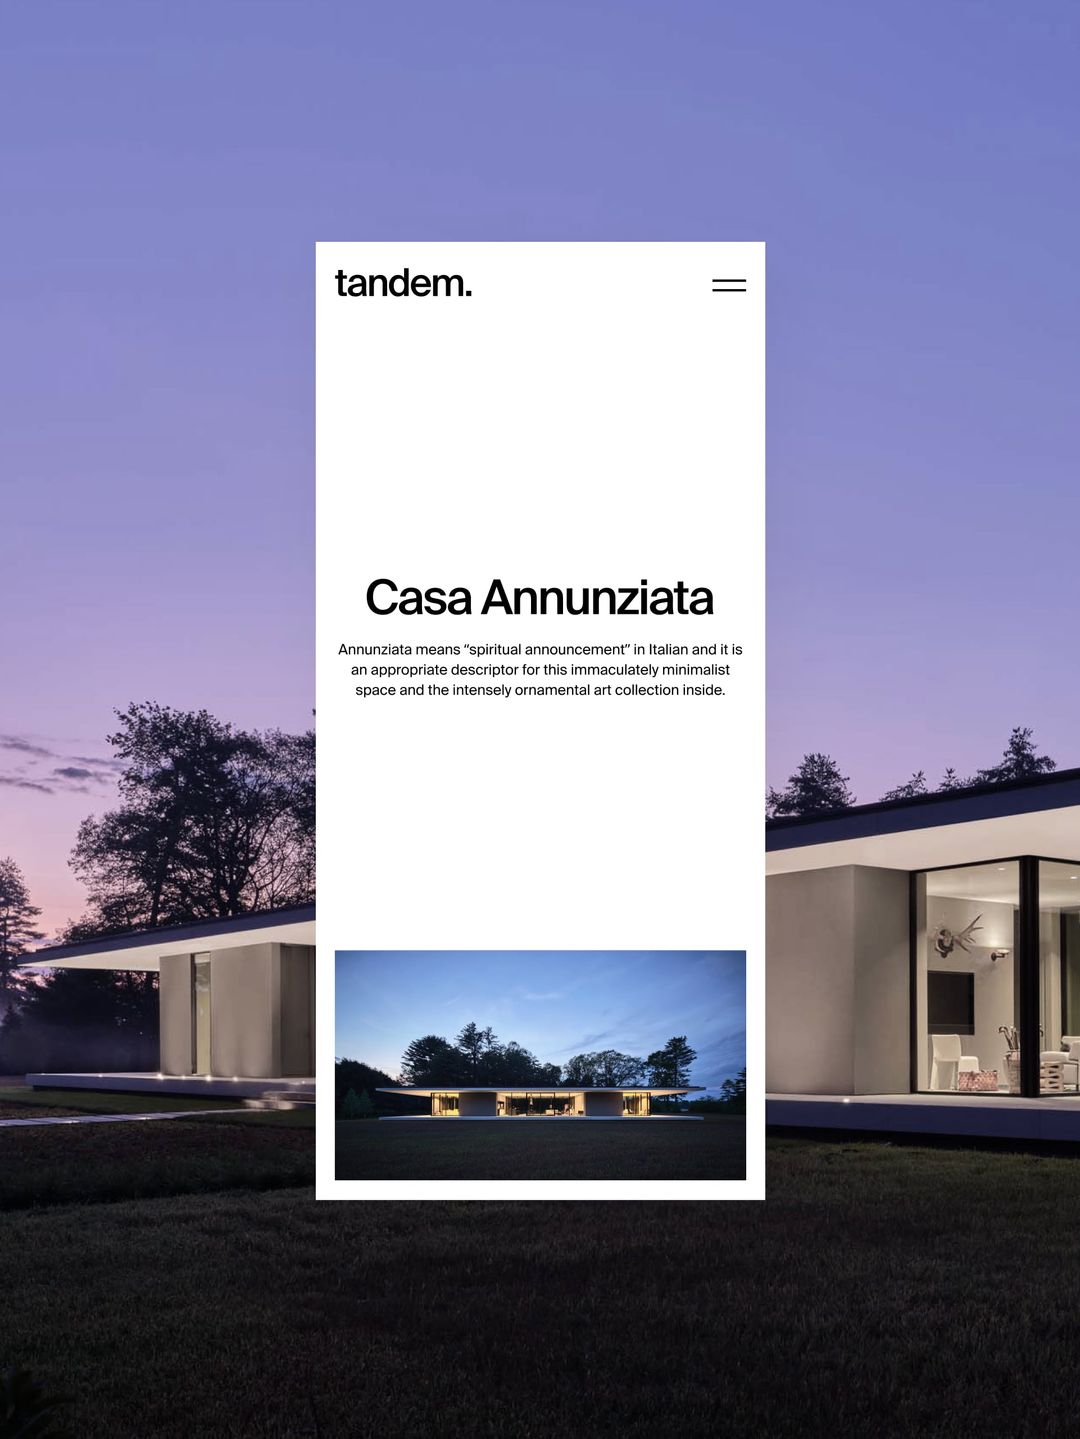 tandem.
Casa Annunziata
Annunziata means “spiritual announcement” in Italian and it is
an appropriate descriptor for this immaculately minimalist
space and the intensely ornamental art collection inside.